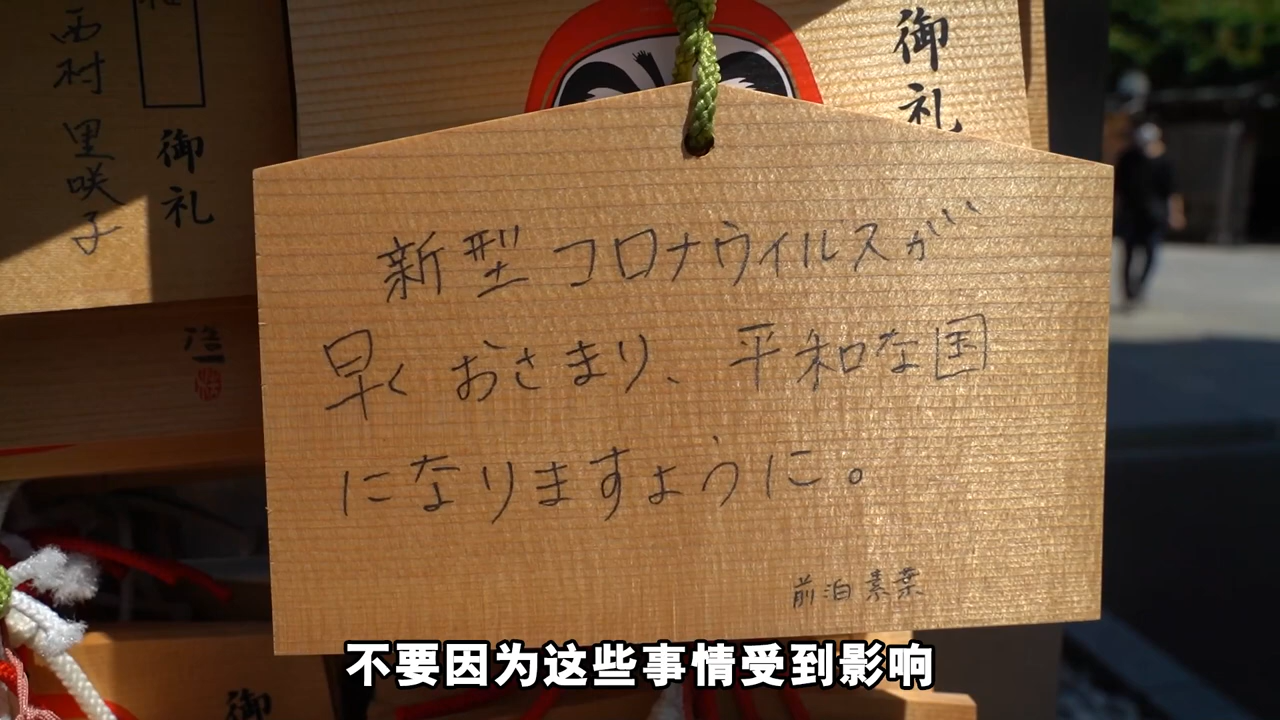 新型コロナウイルスが
早くおさまり、平和な国
になりますように。
前泊素葉
御礼
御礼
西村 里咲子
御
不要因为这些事情受到影响